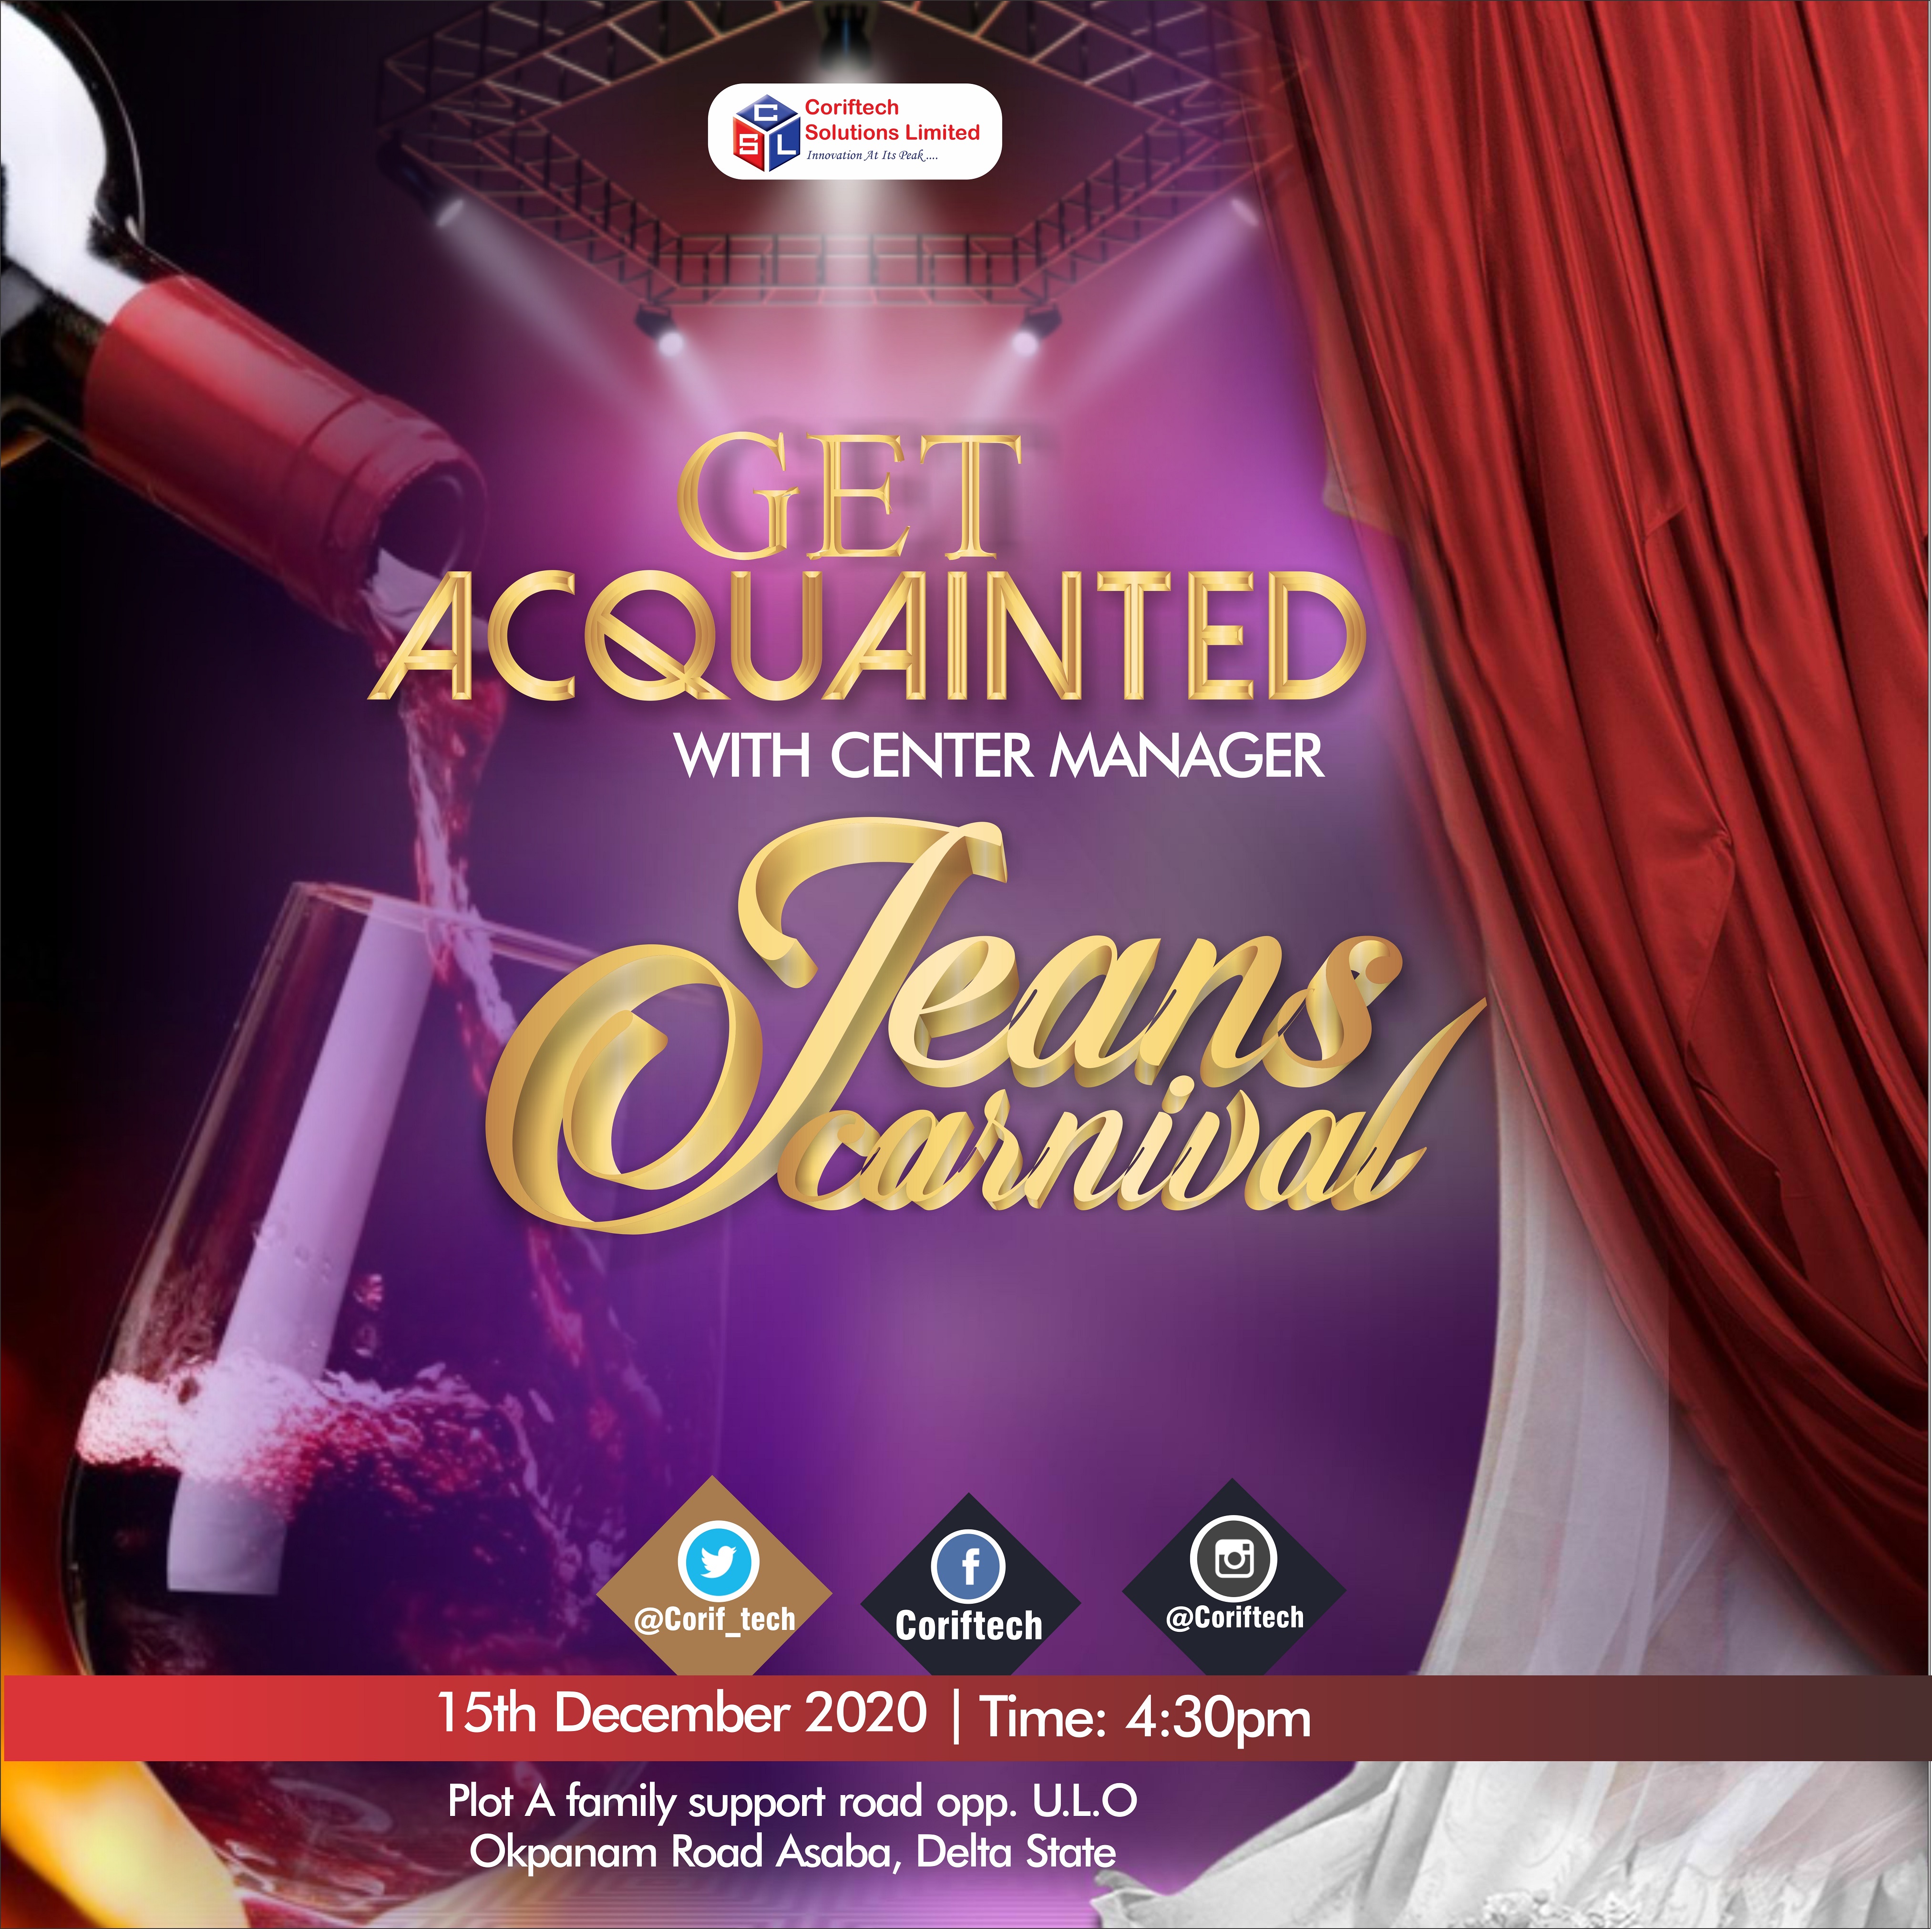 C
S L
Coriftech
Solutions Limited
Innovation At Its Peak....
GET
ACQUAINTED
WITH CENTER MANAGER
Jeans
carnival
@Corif_tech
Coriftech
@Coriftech
15th December 2020 | Time: 4:30pm
Plot A family support road opp. U.L.O
Okpanam Road Asaba, Delta State